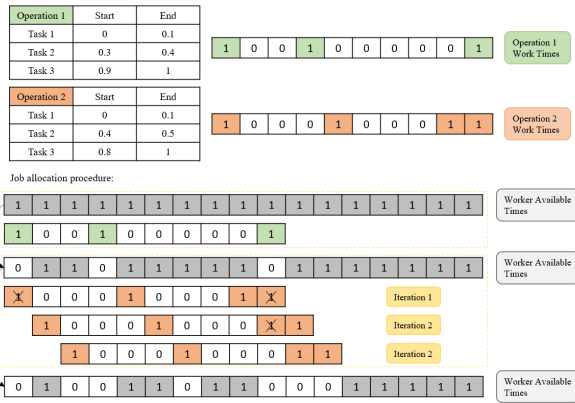 Operation 1 Start End
Task 1 0 0.1
Task 2 0.3 0.4
Task 3 0.9 1
1 0 0 1 0 0 0 0 0 1
Operation 1
Work Times
Operation 2 Start End
Task 1 0 0.1
Task 2 0.4 0.5
Task 3 0.8 1
1 0 0 0 1 0 0 0 1 1
Operation 2
Work Times
Job allocation procedure:
1 1 1 1 1 1 1 1 1 1 1 1 1 1 1 1 1
Worker Available
Times
1 0 0 1 0 0 0 0 0 1
0 1 1 0 1 1 1 1 1 0 1 1 1 1 1 1 1
Worker Available
Times
1 0 0 0 1 0 0 0 1 1 Iteration 1
1 0 0 0 1 0 0 0 1 1 Iteration 2
1 0 0 0 1 0 0 0 1 1 Iteration 2
0 1 0 0 1 1 0 1 1 0 0 0 1 1 1 1 1
Worker Available
Times